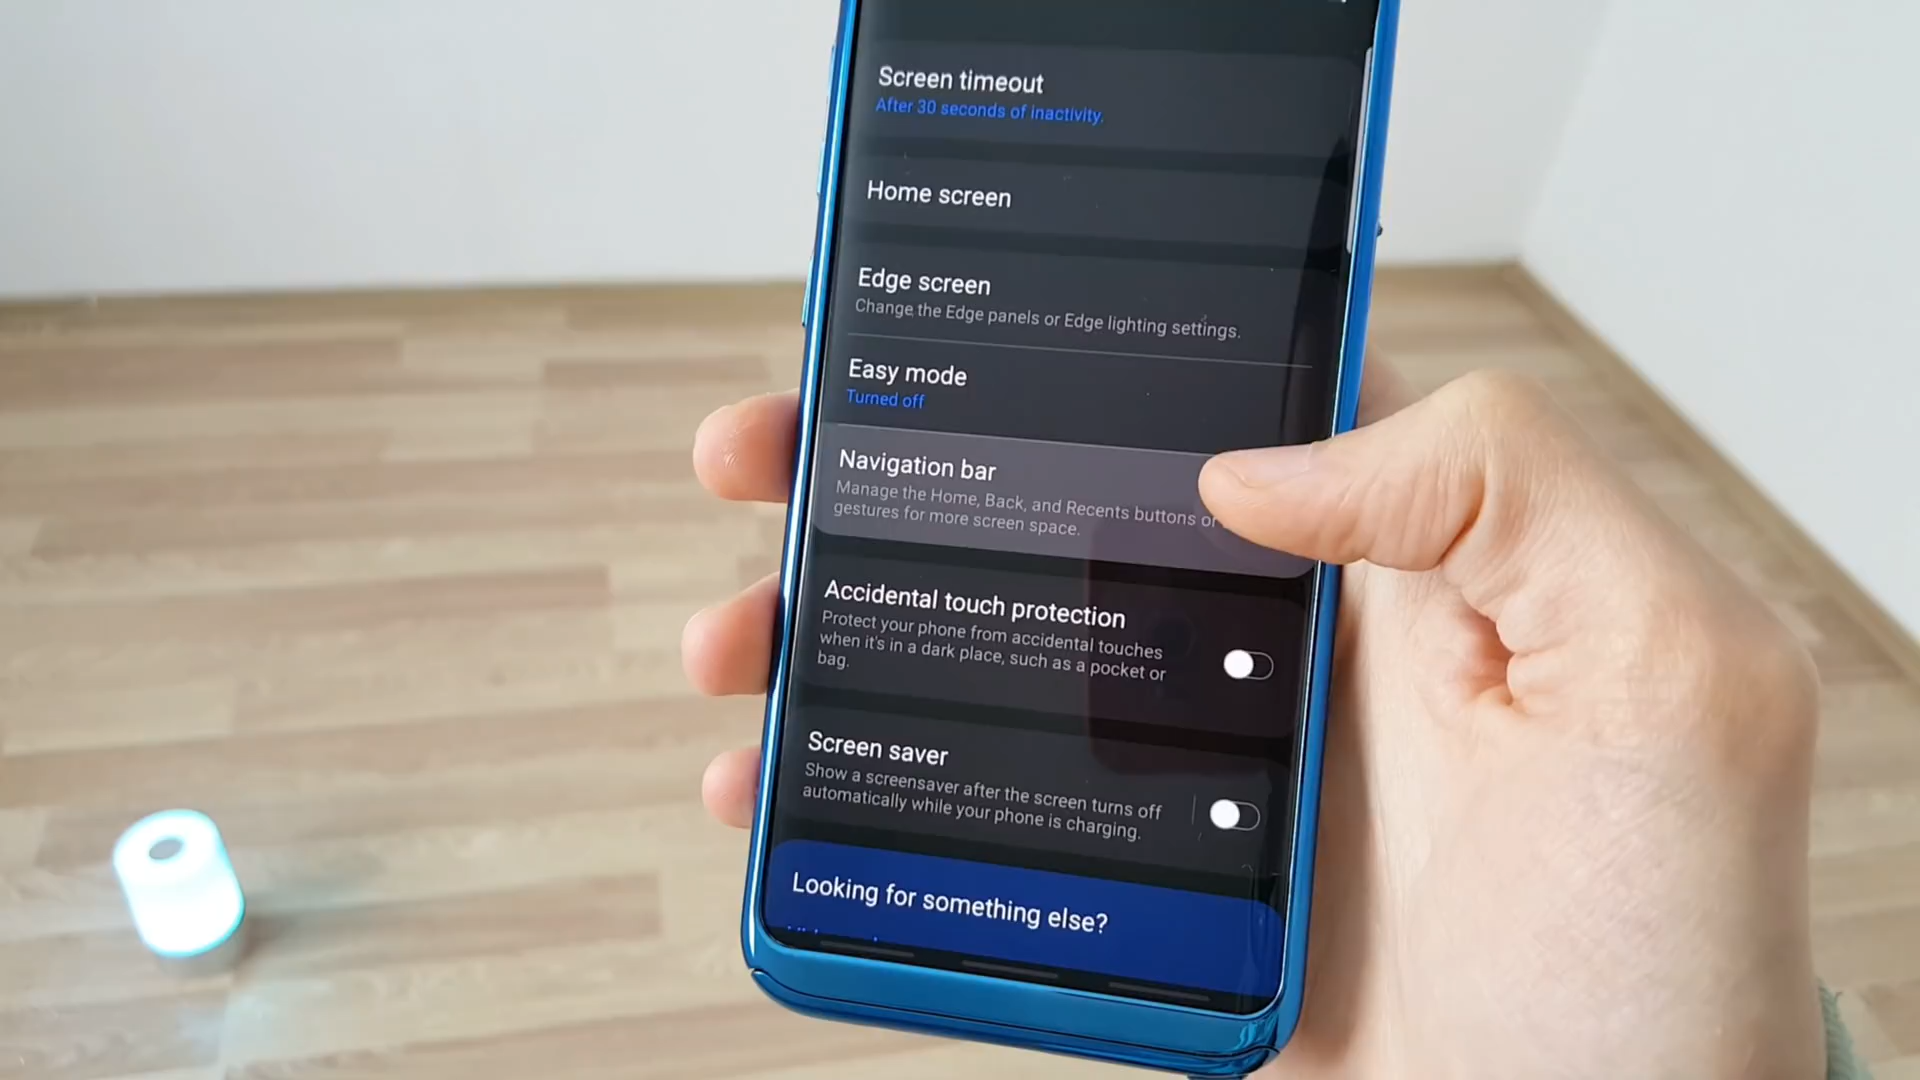 Screen timeout
After 30 seconds of inactivity.
Home screen
Edge screen
Change the Edge panels or Edge lighting settings.
Easy mode
Turned off
Navigation bar
Manage the Home, Back, and Recents buttons or
gestures for more screen space.
Accidental touch protection
Protect your phone from accidental touches
when it's in a dark place, such as a pocket or
bag.
Screen saver
Show a screensaver after the screen turns off
automatically while your phone is charging.
Looking for something else?